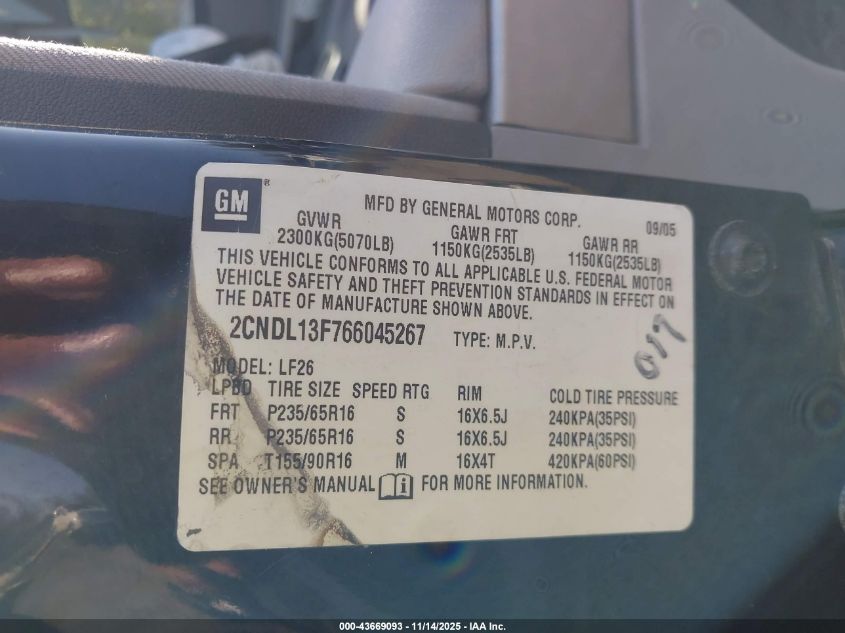 GM®
MFD BY GENERAL MOTORS CORP. 09/05
GVWR GAWR FRT GAWR RR
2300KG(5070LB) 1150KG(2535LB) 1150KG(2535LB)
THIS VEHICLE CONFORMS TO ALL APPLICABLE U.S. FEDERAL MOTOR
VEHICLE SAFETY AND THEFT PREVENTION STANDARDS IN EFFECT ON
THE DATE OF MANUFACTURE SHOWN ABOVE.
2CNDL13F766045267 TYPE: M.P.V.
017
MODEL: LF26
LPBD TIRE SIZE SPEED RTG RIM COLD TIRE PRESSURE
FRT P235/65R16 S 16X6.5J 240KPA(35PSI)
RR P235/65R16 S 16X6.5J 240KPA(35PSI)
SPA T155/90R16 M 16X4T 420KPA(60PSI)
SEE OWNER'S MANUAL i FOR MORE INFORMATION.
000-43669093 — 11/14/2025 — IAA Inc.